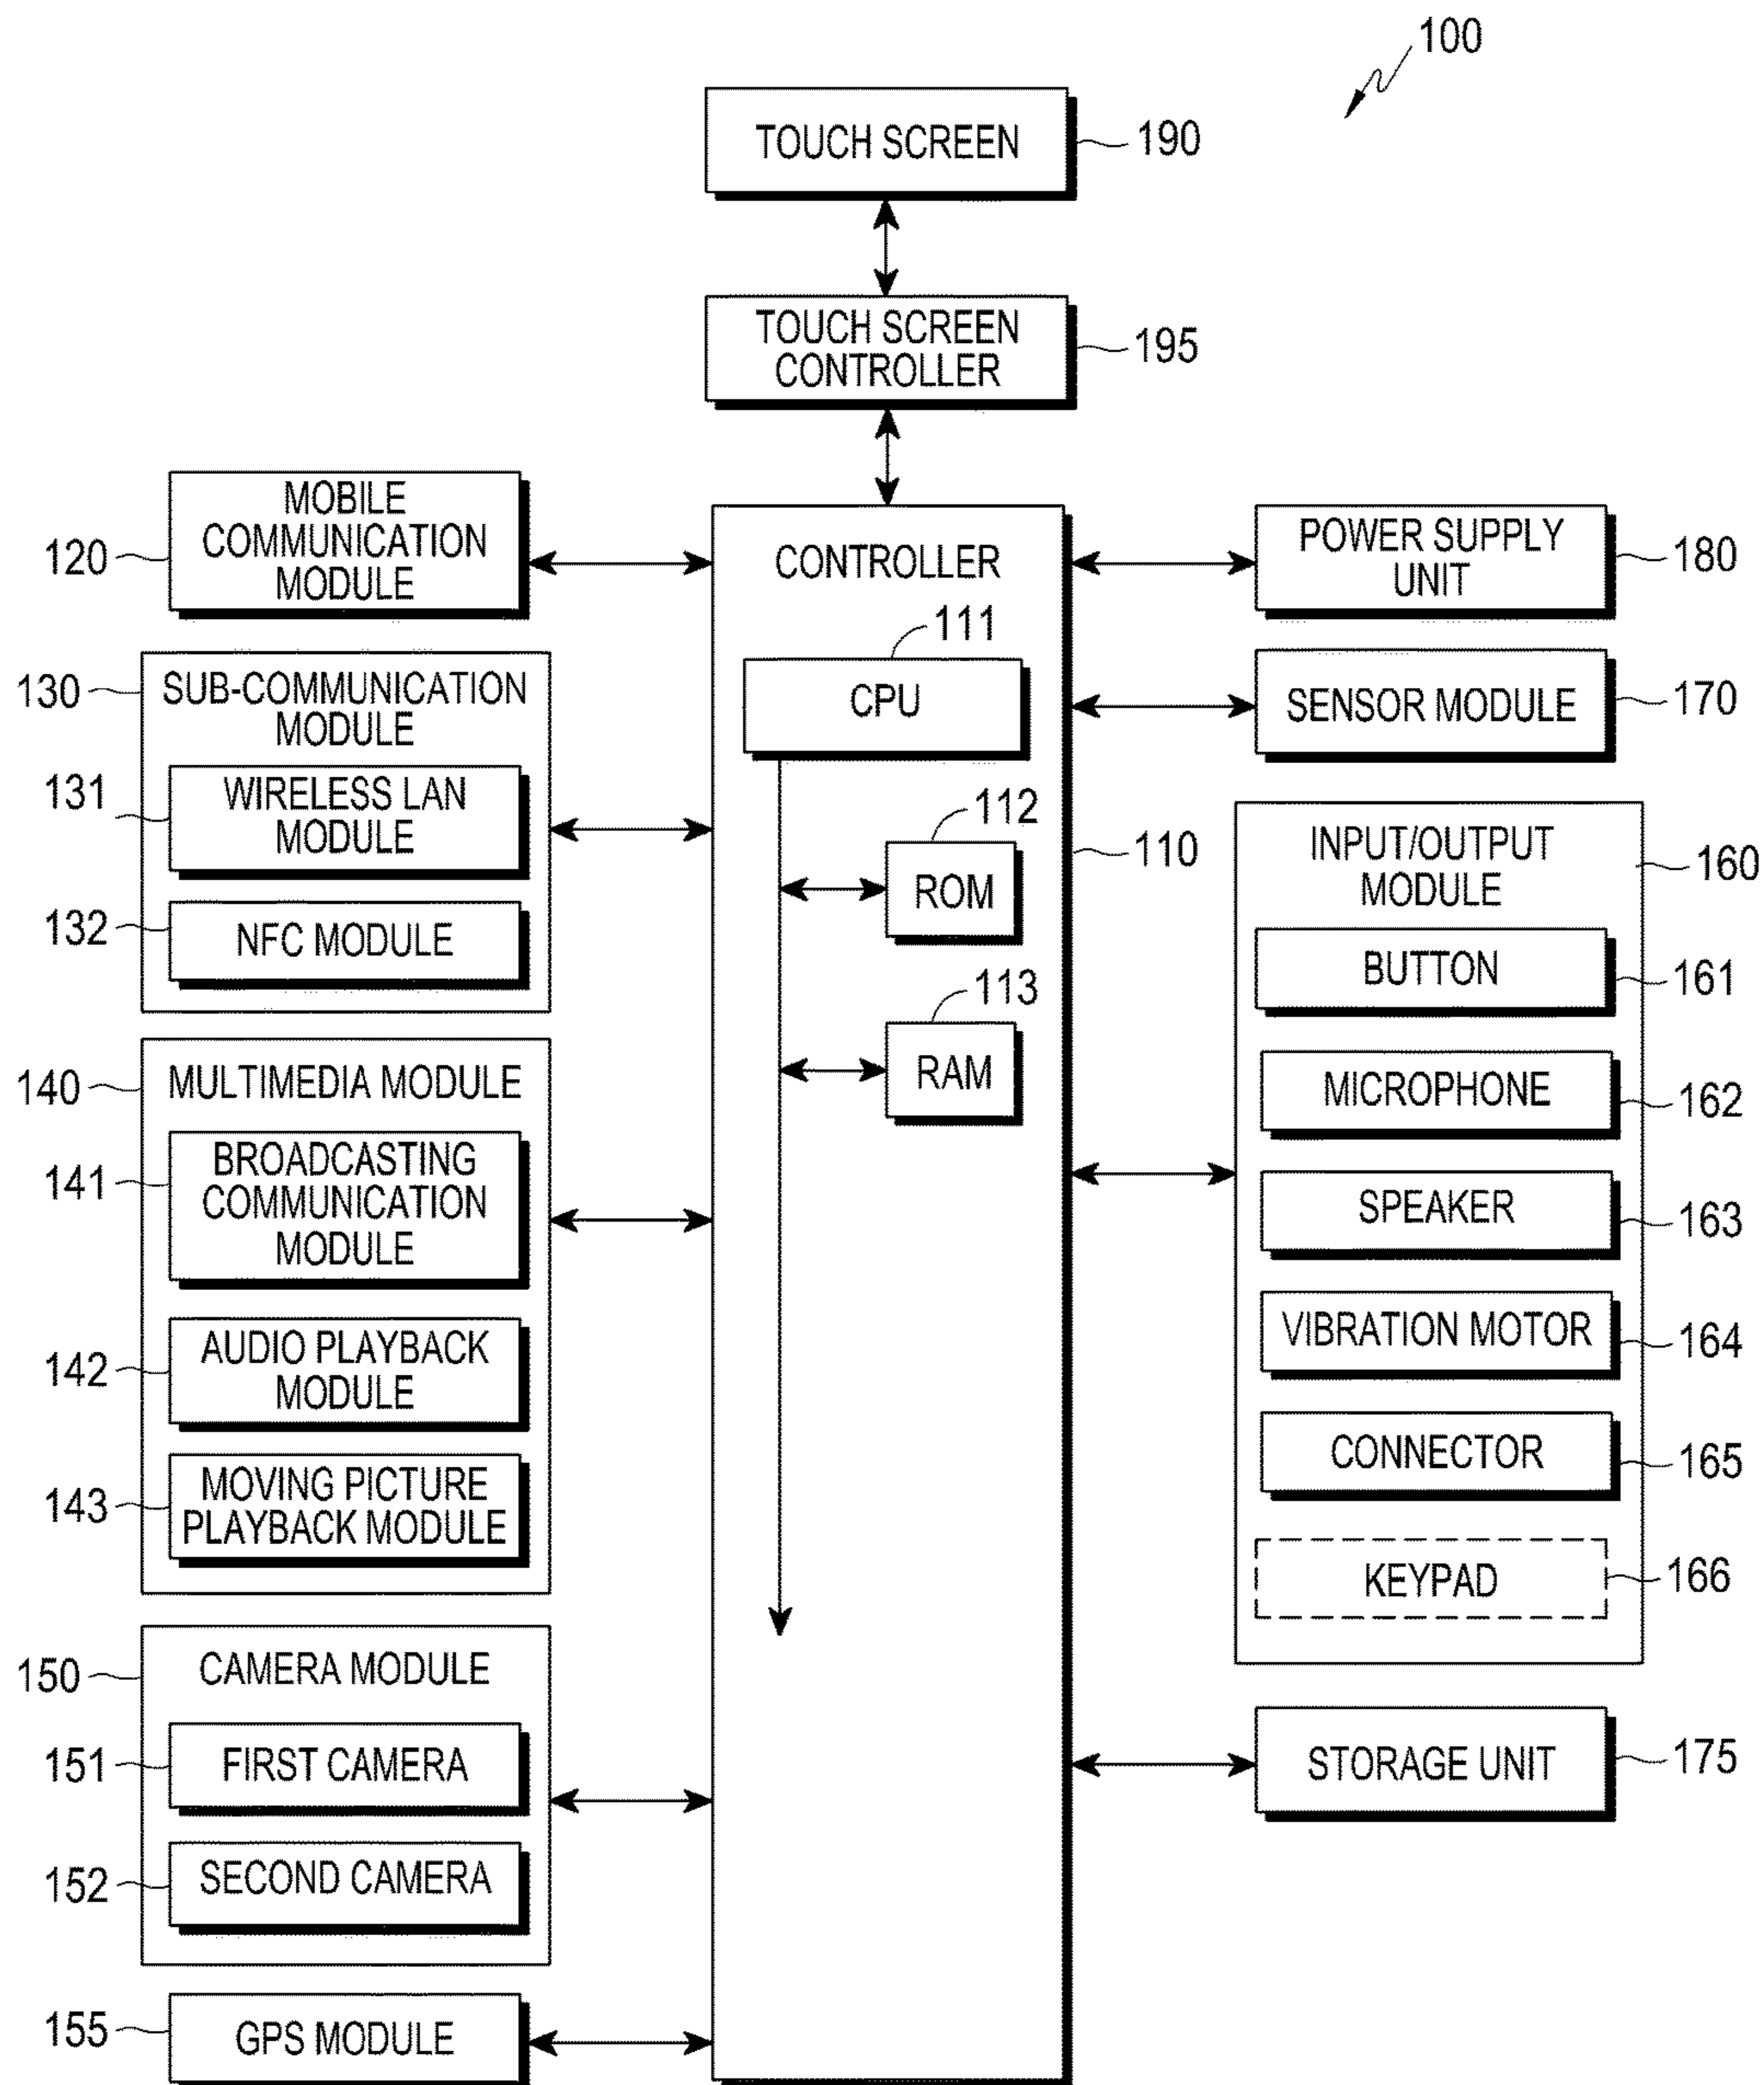 100
TOUCH SCREEN
190
TOUCH SCREEN
CONTROLLER
195
MOBILE
COMMUNICATION
MODULE
120
SUB-COMMUNICATION
MODULE
130
WIRELESS LAN
MODULE
131
NFC MODULE
132
MULTIMEDIA MODULE
140
BROADCASTING
COMMUNICATION
MODULE
141
AUDIO PLAYBACK
MODULE
142
MOVING PICTURE
PLAYBACK MODULE
143
CAMERA MODULE
150
FIRST CAMERA
151
SECOND CAMERA
152
GPS MODULE
155
CONTROLLER
110
111
CPU
112
ROM
113
RAM
POWER SUPPLY
UNIT
180
SENSOR MODULE
170
INPUT/OUTPUT
MODULE
160
BUTTON
161
MICROPHONE
162
SPEAKER
163
VIBRATION MOTOR
164
CONNECTOR
165
KEYPAD
166
STORAGE UNIT
175